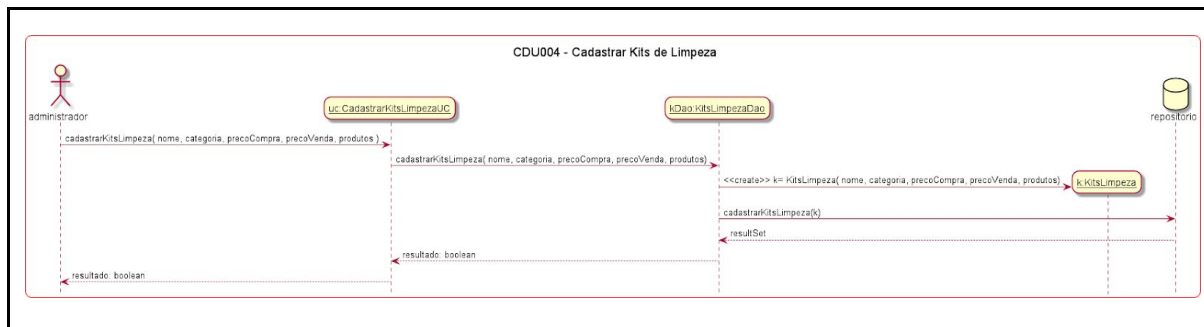 CDU004 - Cadastrar Kits de Limpeza
administrador
uc:CadastrarKitsLimpezaUC
kDao:KitsLimpezaDao
repositorio
cadastrarKitsLimpeza( nome, categoria, precoCompra, precoVenda, produtos )
cadastrarKitsLimpeza( nome, categoria, precoCompra, precoVenda, produtos)
<<create>> k= KitsLimpeza( nome, categoria, precoCompra, precoVenda, produtos)
k:KitsLimpeza
cadastrarKitsLimpeza(k)
resultSet
resultado: boolean
resultado: boolean